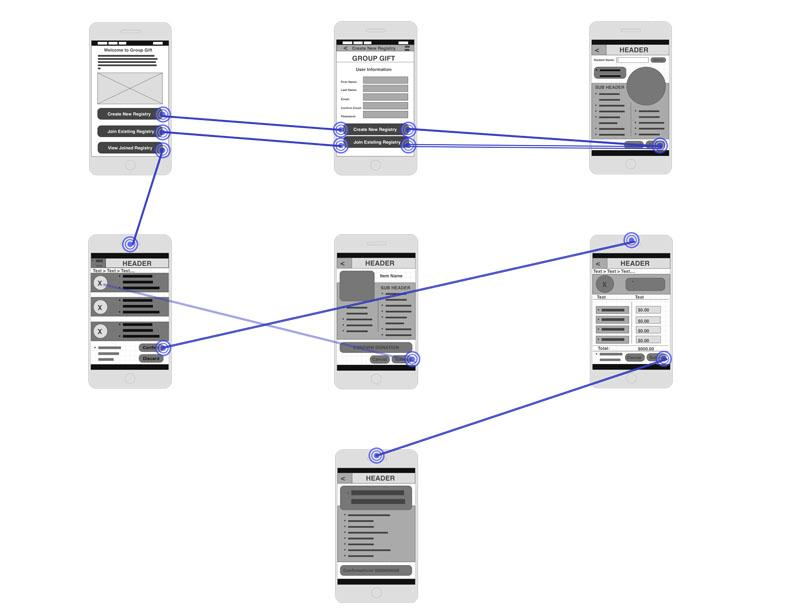 Welcome to Group Gift
Create New Registry
Join Existing Registry
View Joined Registry
< Create New Registry
GROUP GIFT
User Information
First Name:
Last Name:
Email:
Confirm Email:
Password:
Create New Registry
Join Existing Registry
< HEADER
Student Name:
SUB HEADER
HEADER
Text > Text > Text...
X
X
X
Discard
< HEADER
Item Name
SUB HEADER
CONFIRM DONATION
Cancel
< HEADER
Text > Text > Text...
X
Text Text
$0.00
$0.00
$0.00
$0.00
Total: $000.00
Cancel
< HEADER